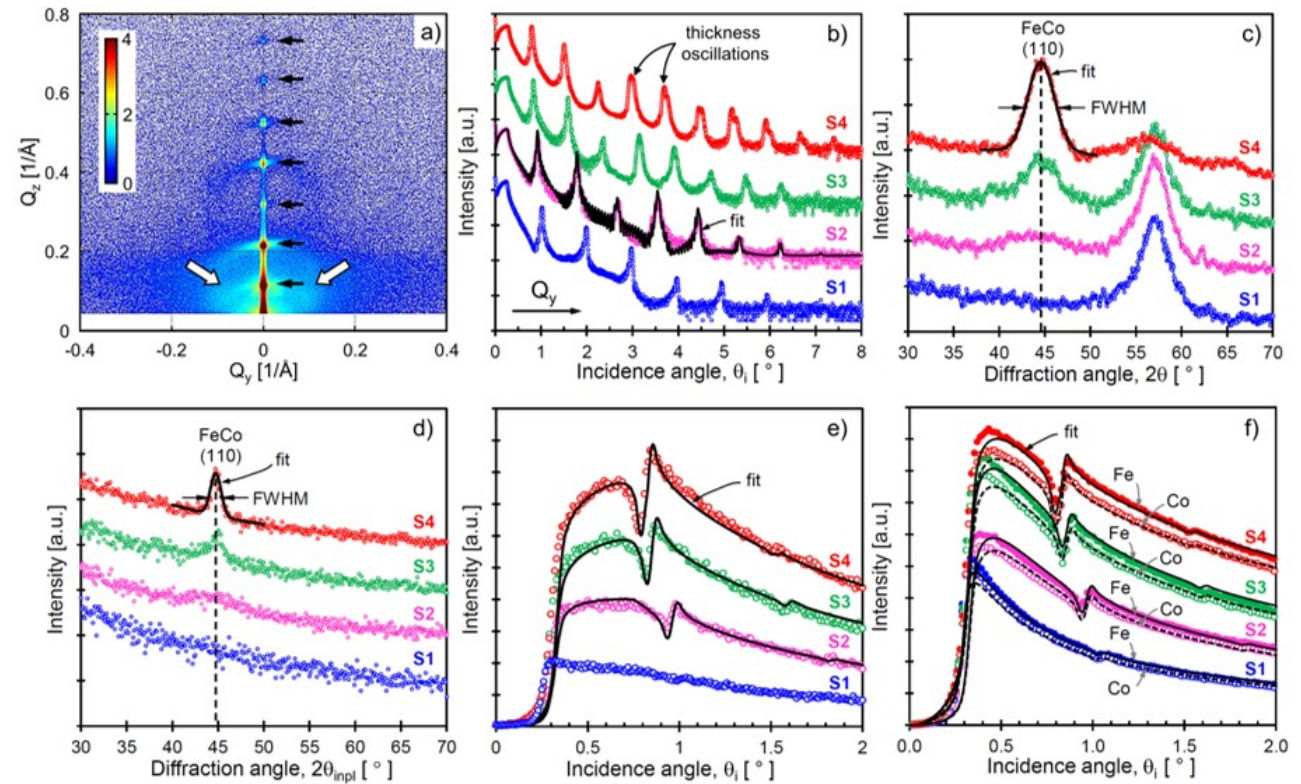 a)
0.8
0.6
0.4
0.2
0
Q_z [1/Å]
4
2
0
-0.4
-0.2
0
0.2
0.4
Q_y [1/Å]
b)
thickness
oscillations
S4
S3
S2
S1
fit
Q_y
Intensity [a.u.]
0 1 2 3 4 5 6 7 8
Incidence angle, θ_i [ ° ]
c)
FeCo
(110)
fit
FWHM
S4
S3
S2
S1
Intensity [a.u.]
30 35 40 45 50 55 60 65 70
Diffraction angle, 2θ [ ° ]
d)
FeCo
(110)
fit
FWHM
S4
S3
S2
S1
Intensity [a.u.]
30 35 40 45 50 55 60 65 70
Diffraction angle, 2θ_inpl [ ° ]
e)
fit
S4
S3
S2
S1
Intensity [a.u.]
0 0.5 1 1.5 2
Incidence angle, θ_i [ ° ]
f)
fit
Fe
Co
S4
Fe
Co
S3
Fe
Co
S2
Fe
Co
S1
Intensity [a.u.]
0.0 0.5 1.0 1.5 2.0
Incidence angle, θ_i [ ° ]